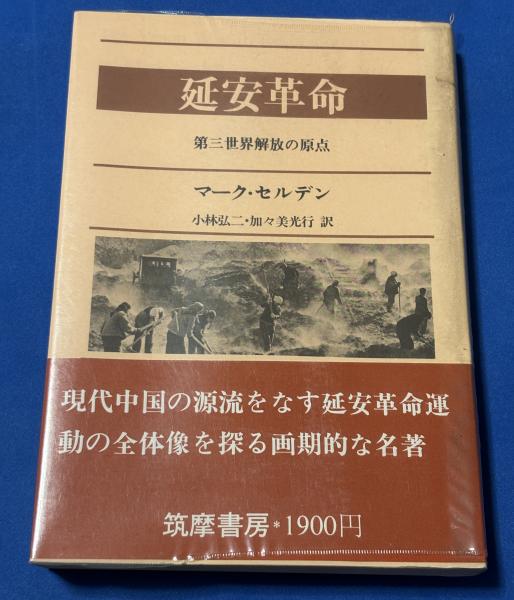 延安革命
第三世界解放の原点
マーク・セルデン
小林弘二・加々美光行 訳
現代中国の源流をなす延安革命運
動の全体像を探る画期的な名著
筑摩書房*1900円